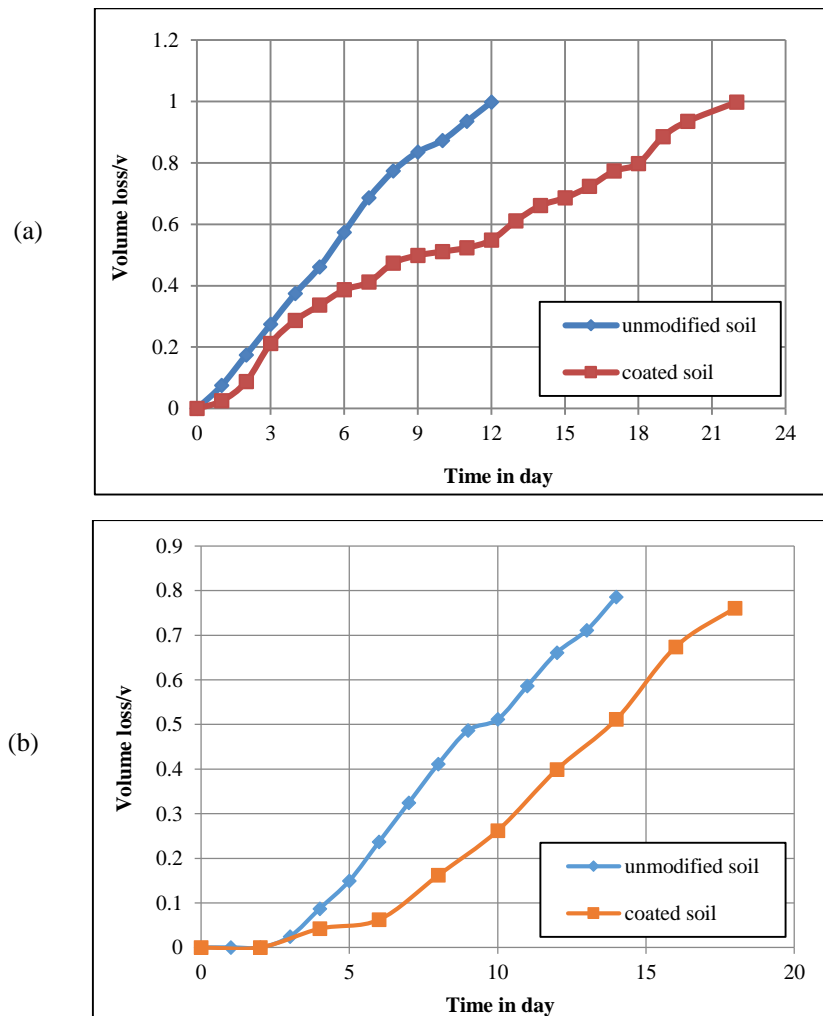 (a)
Volume loss/v
1.2
1
0.8
0.6
0.4
0.2
0
0 3 6 9 12 15 18 21 24
Time in day
unmodified soil
coated soil
(b)
Volume loss/v
0.9
0.8
0.7
0.6
0.5
0.4
0.3
0.2
0.1
0
0 5 10 15 20
Time in day
unmodified soil
coated soil